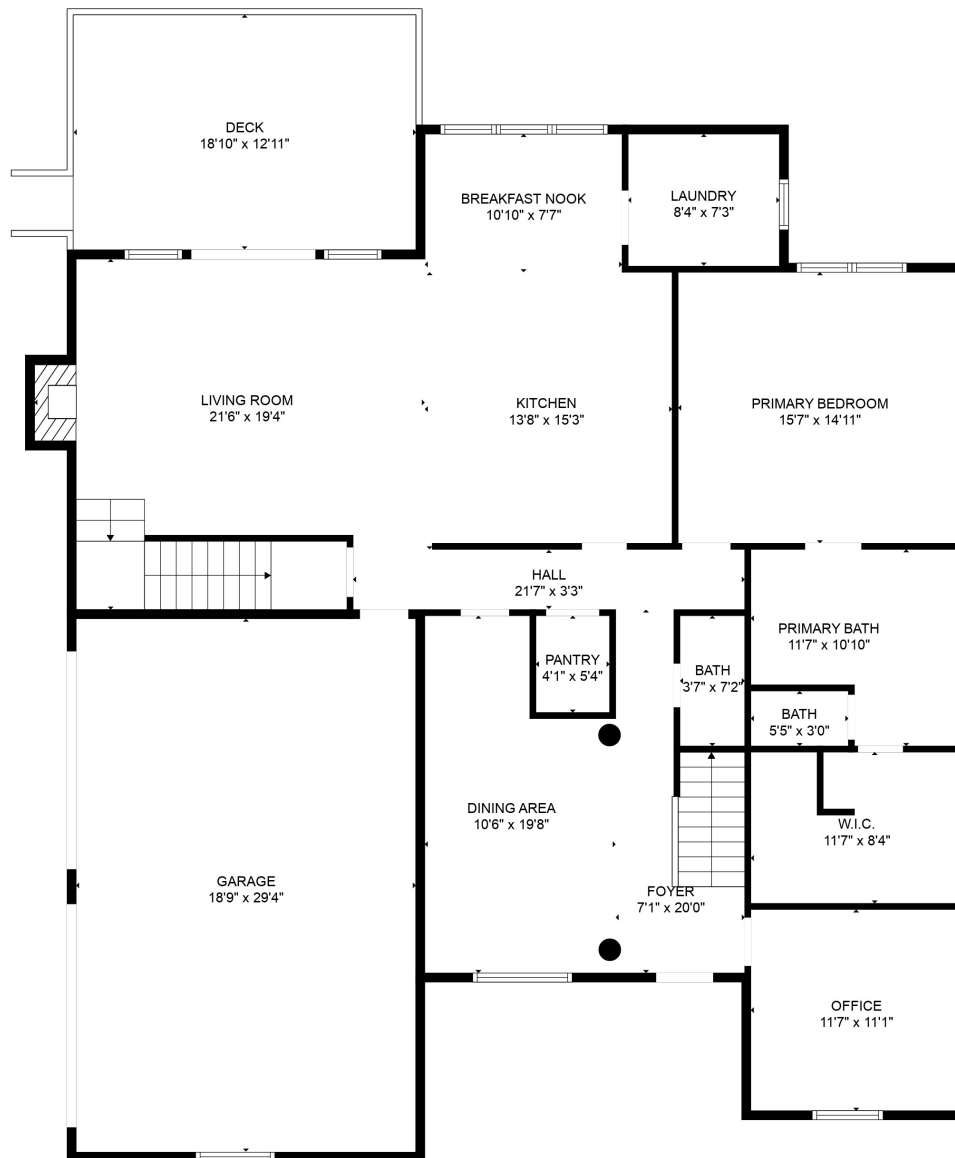 DECK
18'10" x 12'11"
BREAKFAST NOOK
10'10" x 7'7"
LAUNDRY
8'4" x 7'3"
LIVING ROOM
21'6" x 19'4"
KITCHEN
13'8" x 15'3"
PRIMARY BEDROOM
15'7" x 14'11"
HALL
21'7" x 3'3"
PRIMARY BATH
11'7" x 10'10"
PANTRY
4'1" x 5'4"
BATH
3'7" x 7'2"
BATH
5'5" x 3'0"
DINING AREA
10'6" x 19'8"
W.I.C.
11'7" x 8'4"
GARAGE
18'9" x 29'4"
FOYER
7'1" x 20'0"
OFFICE
11'7" x 11'1"